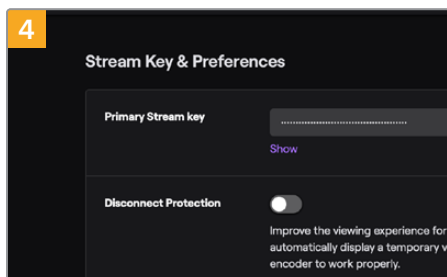 4
Stream Key & Preferences
Primary Stream key
Show
Disconnect Protection
Improve the viewing experience for
automatically display a temporary v
encoder to work properly.